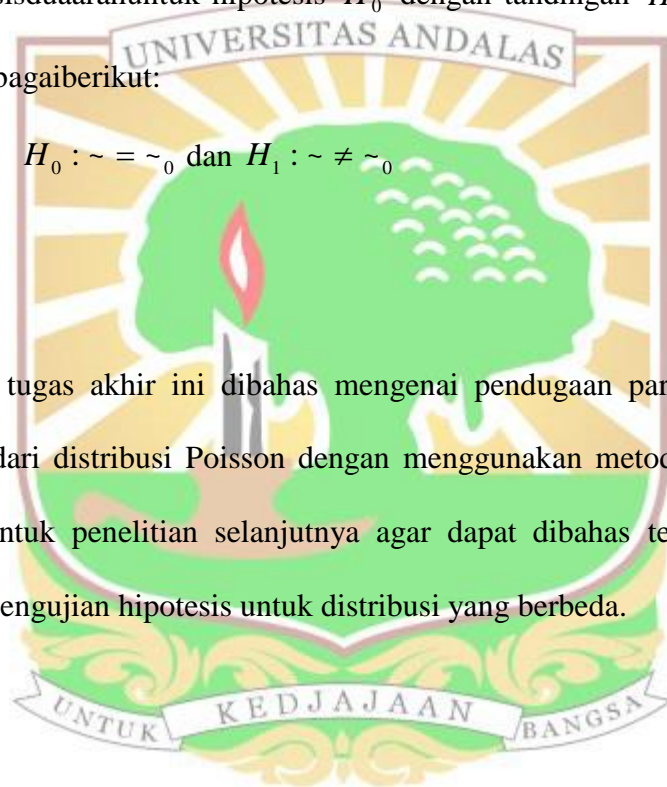 untuk hipotesis H₀ dengan tandingan H
UNIVERSITAS ANDALAS
bagaiberikut:
H₀ : ~ = ~₀ dan H₁ : ~ ≠ ~₀
tugas akhir ini dibahas mengenai pendugaan par
dari distribusi Poisson dengan menggunakan metod
ntuk penelitian selanjutnya agar dapat dibahas te
engujian hipotesis untuk distribusi yang berbeda.
UNTUK KEDJAJAAN BANGSA